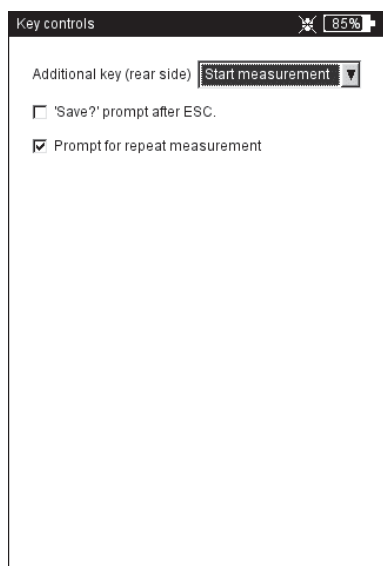 Key controls 85%
Additional key (rear side) Start measurement
'Save?' prompt after ESC.
Prompt for repeat measurement